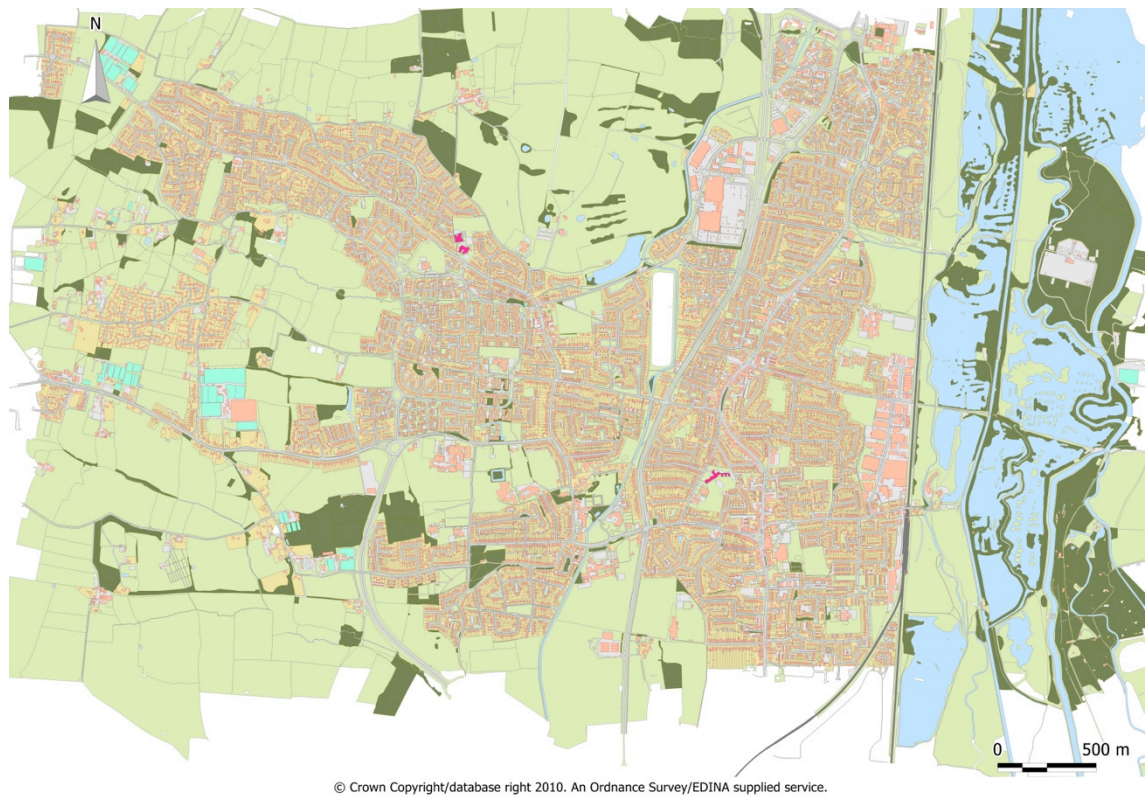 N
0 500 m
© Crown Copyright/database right 2010. An Ordnance Survey/EDINA supplied service.